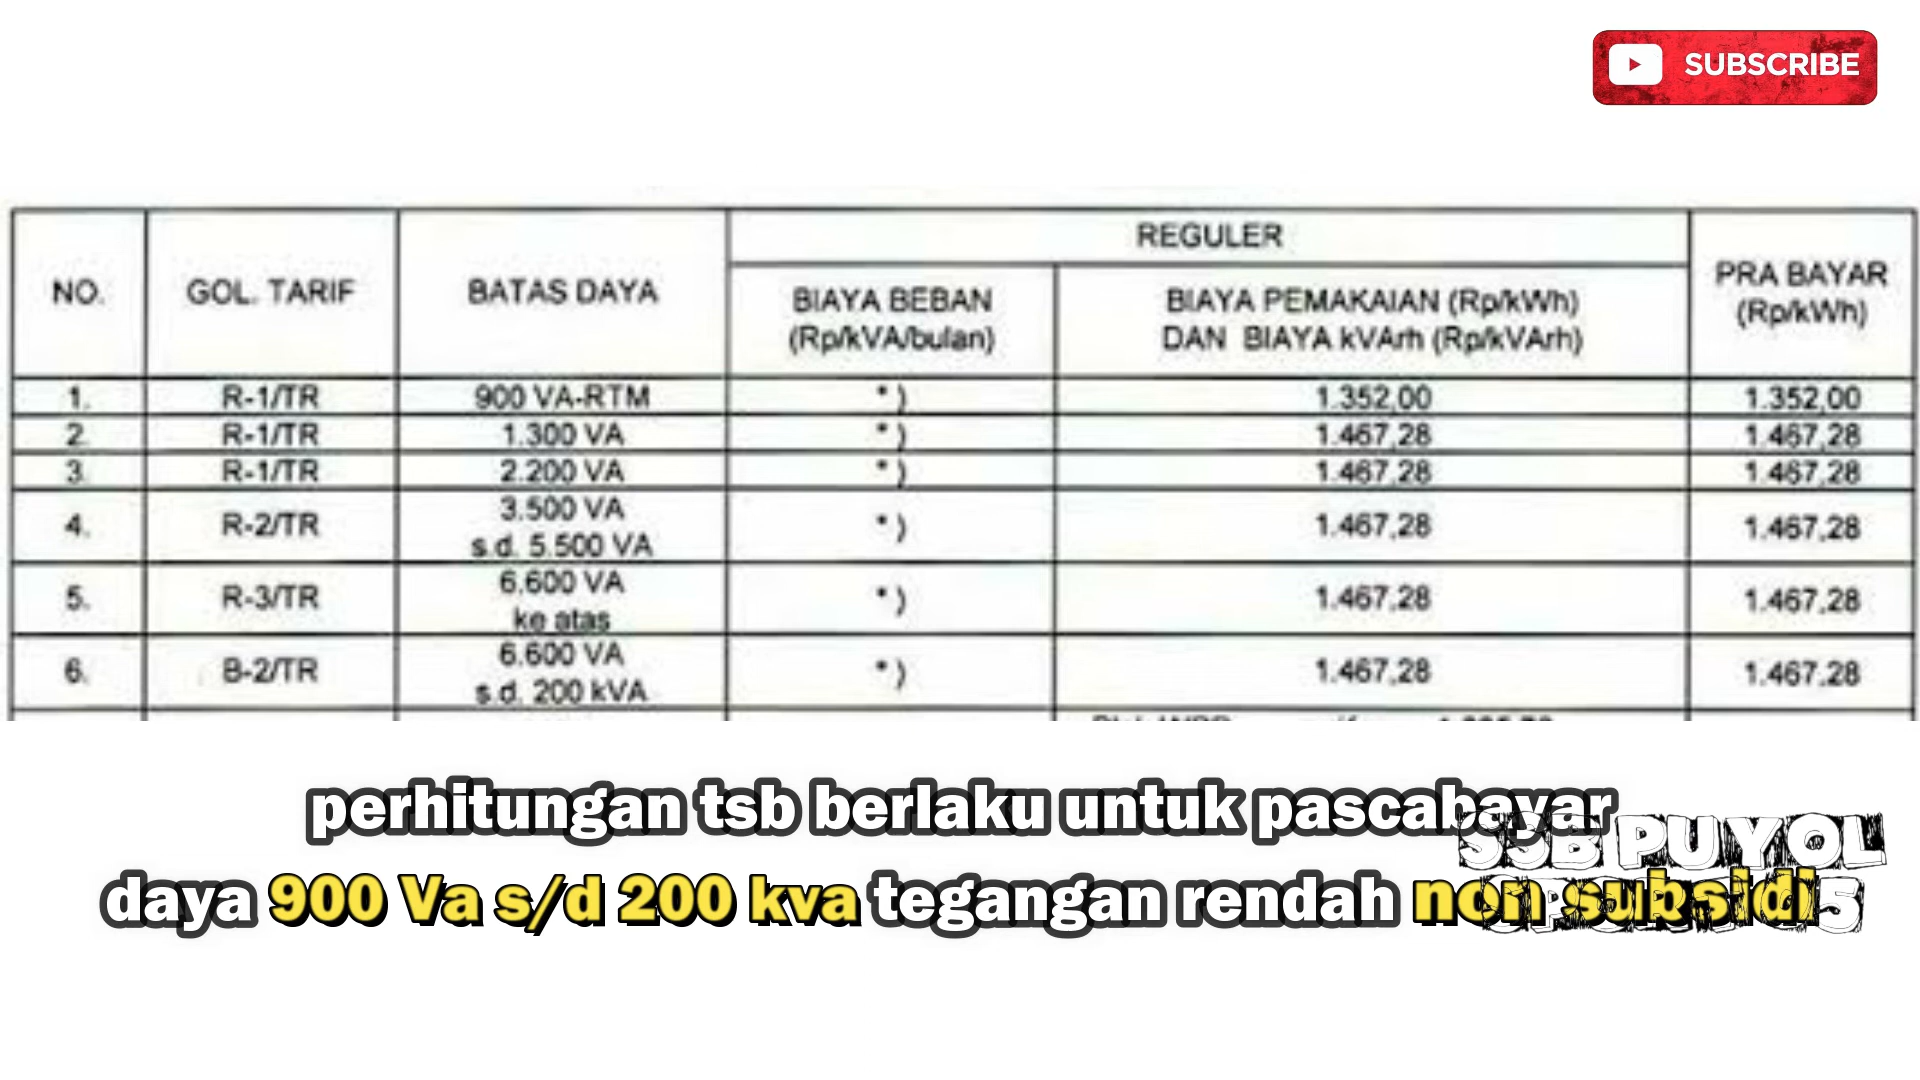 SUBSCRIBE
REGULER
NO. GOL. TARIF BATAS DAYA PRA BAYAR
(Rp/kWh)
BIAYA BEBAN
(Rp/kVA/bulan)
BIAYA PEMAKAIAN (Rp/kWh)
DAN BIAYA kVArh (Rp/kVArh)
1. R-1/TR 900 VA-RTM *) 1.352,00 1.352,00
2. R-1/TR 1.300 VA *) 1.467,28 1.467,28
3. R-1/TR 2.200 VA *) 1.467,28 1.467,28
4. R-2/TR 3.500 VA
s.d. 5.500 VA *) 1.467,28 1.467,28
5. R-3/TR 6.600 VA
ke atas *) 1.467,28 1.467,28
6. B-2/TR 6.600 VA
s.d. 200 kVA *) 1.467,28 1.467,28
perhitungan tsb berlaku untuk pascabayar
daya 900 Va s/d 200 kva tegangan rendah non subsidi
SSB PUYOL